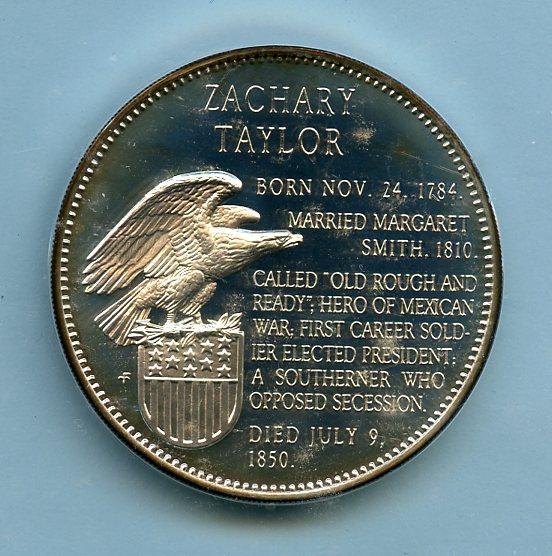 ZACHARY
TAYLOR
BORN NOV. 24, 1784.
MARRIED MARGARET
SMITH, 1810.
CALLED "OLD ROUGH AND
READY"; HERO OF MEXICAN
WAR; FIRST CAREER SOLD-
IER ELECTED PRESIDENT;
A SOUTHERNER WHO
OPPOSED SECESSION.
DIED JULY 9,
1850.